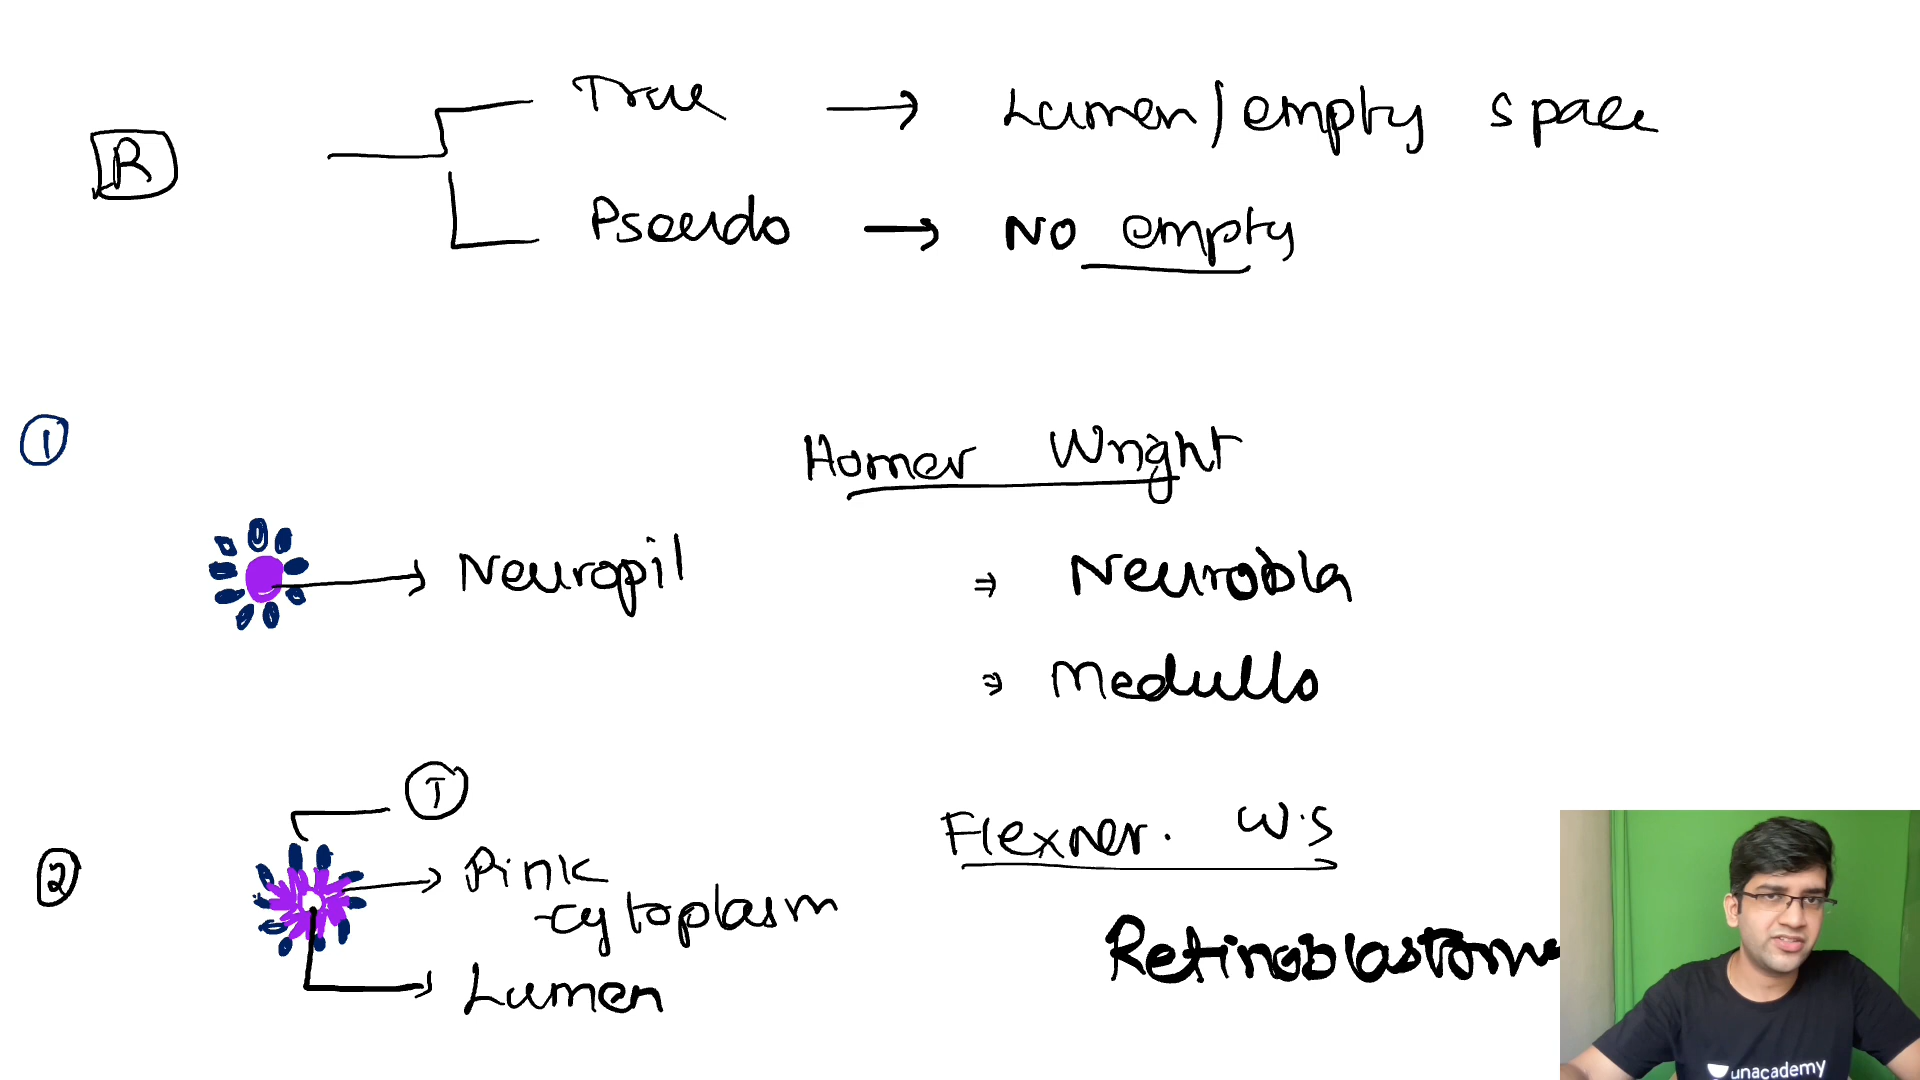 R
True → Lumen/empty space
Pseudo → NO empty
1
Homer Wright
→ Neuropil
⇒ Neurobla
⇒ Medullo
T
2
Flexner. W.S
→ Pink
-cytoplasm
Retinoblastoma
→ Lumen
unacademy